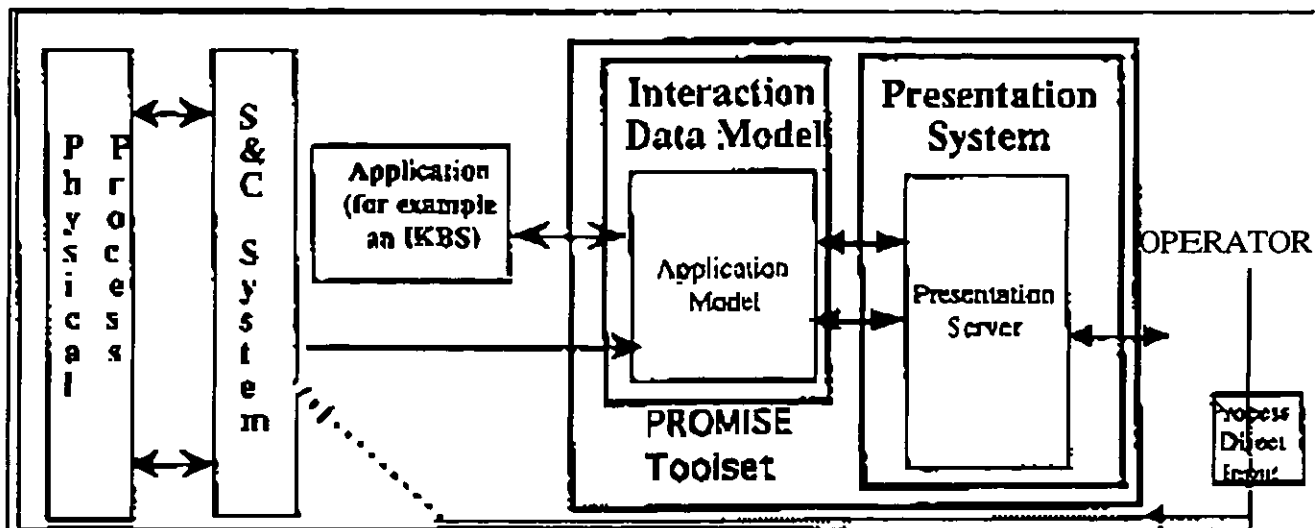 Physical
Process
S&C System
Application
(for example
an IKBS)
Interaction
Data Model
Application
Model
PROMISE
Toolset
Presentation
System
Presentation
Server
OPERATOR
Process
Direct